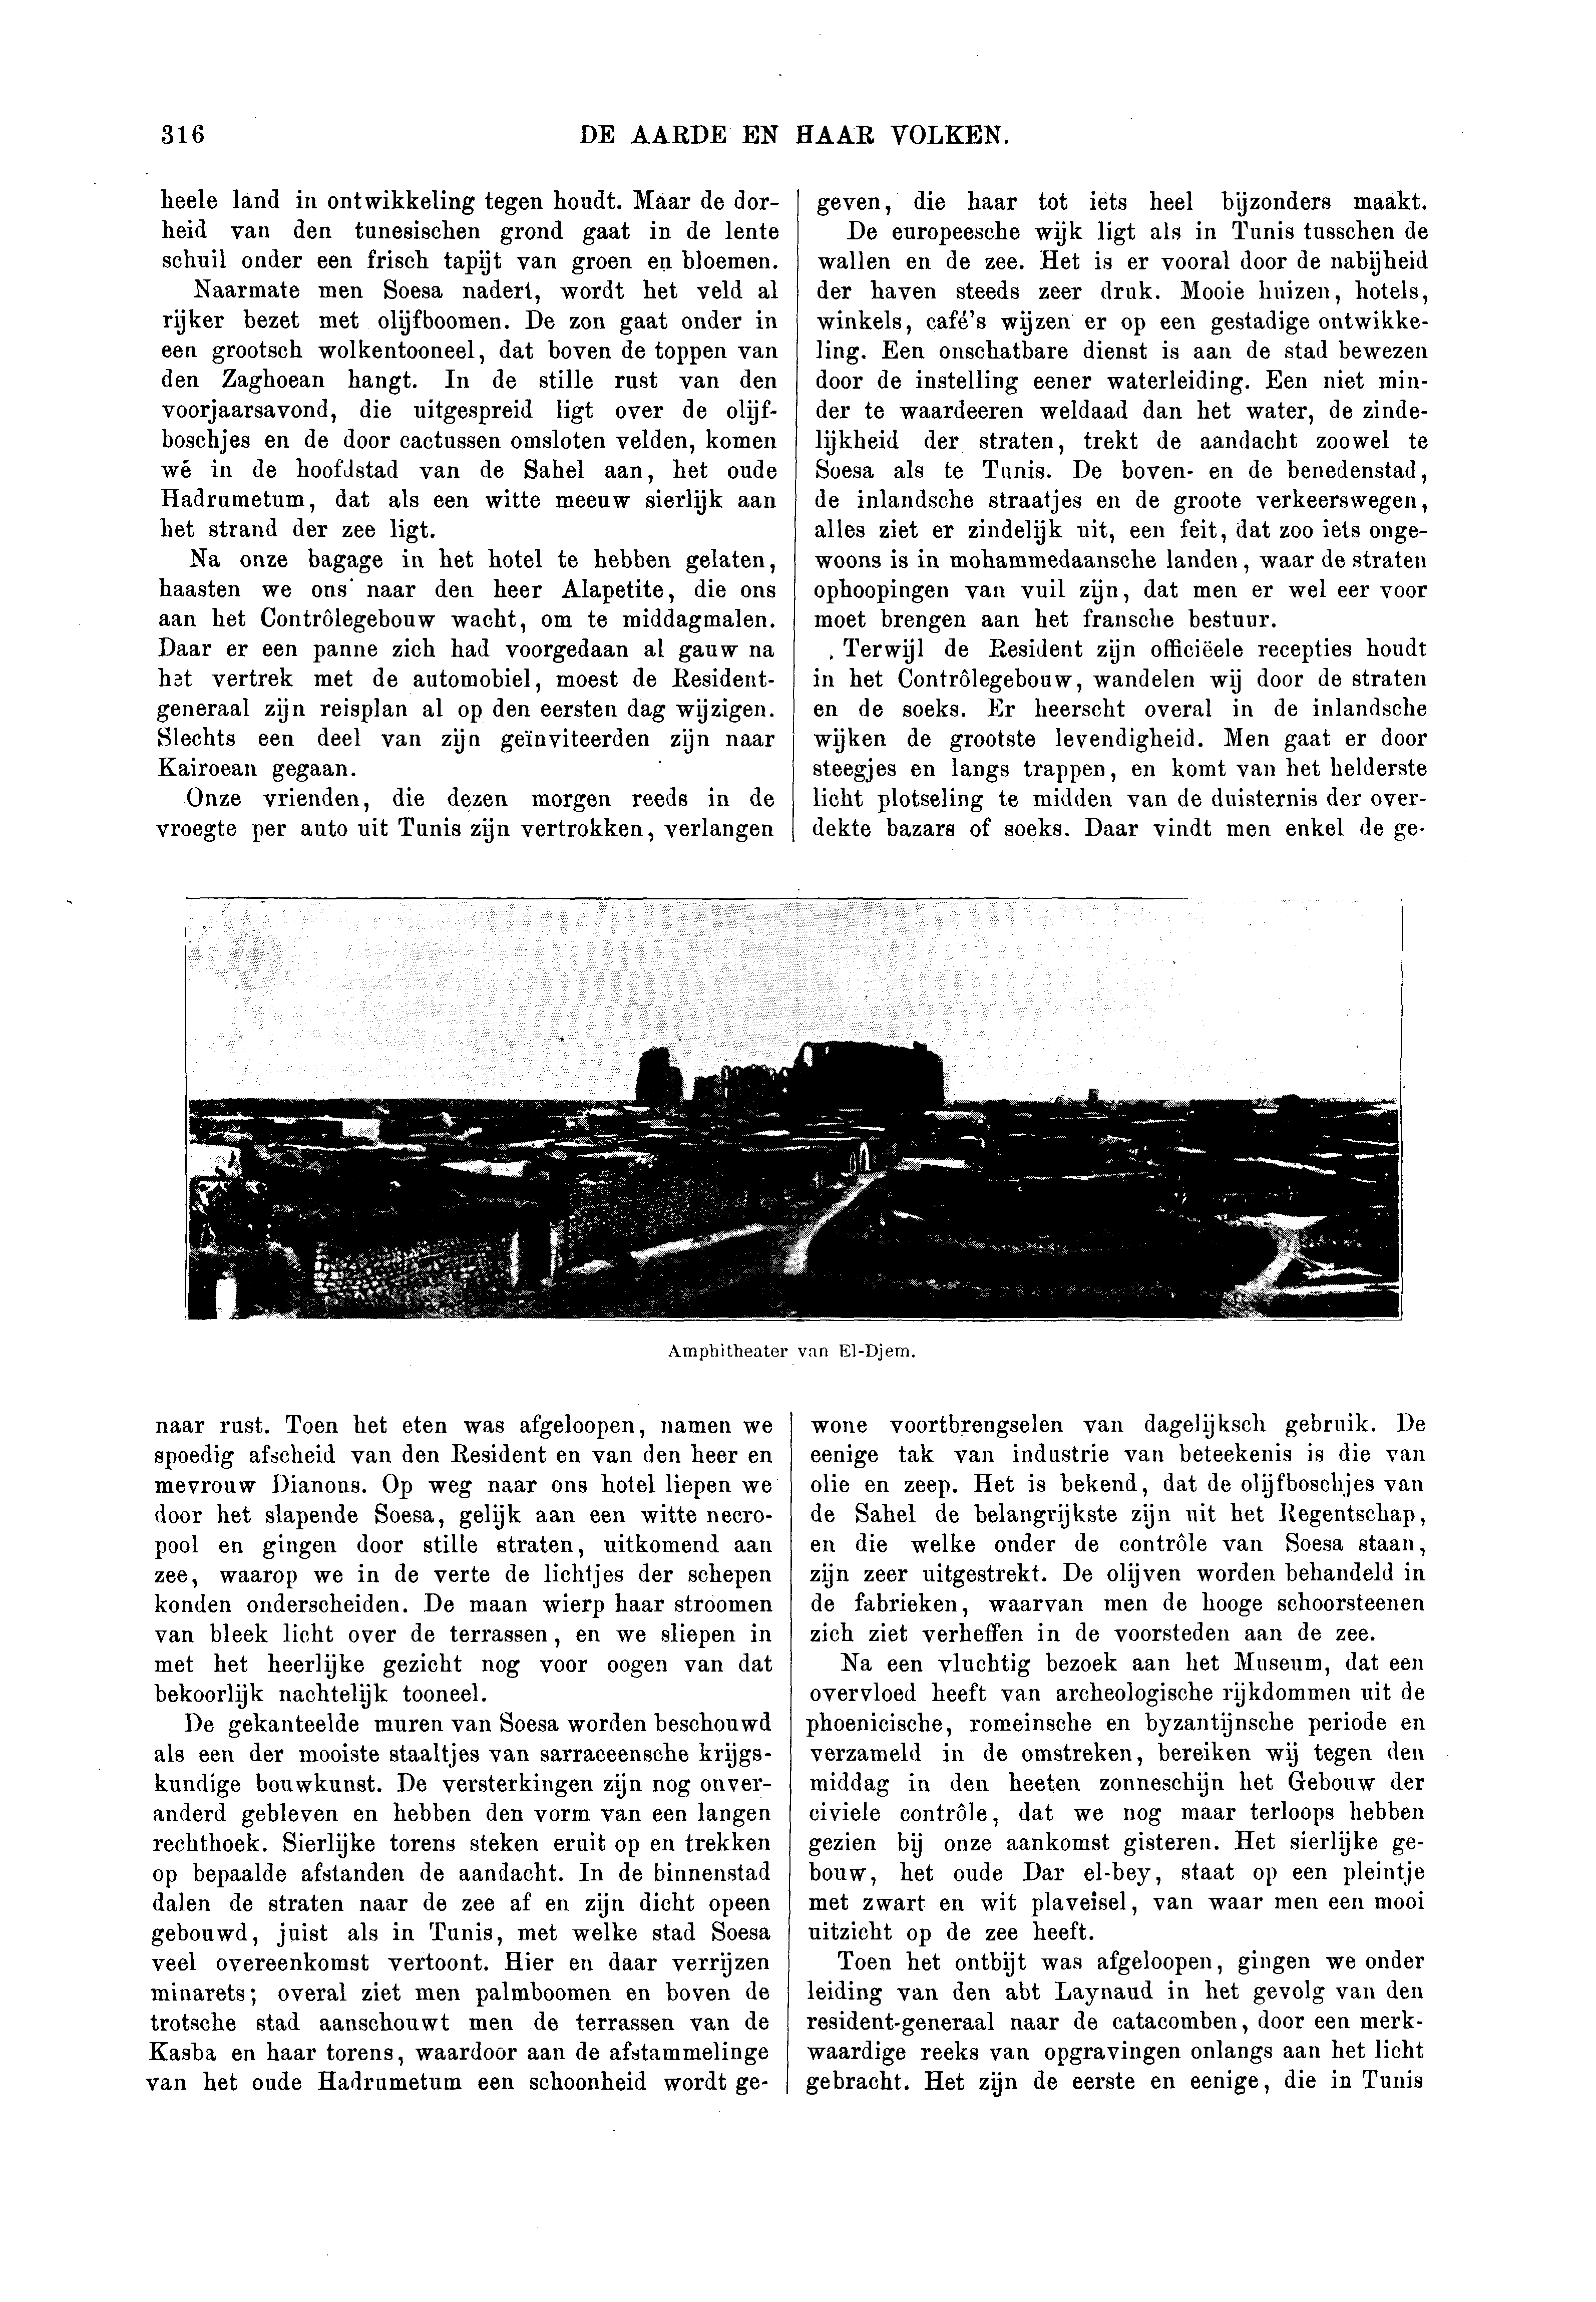 316
DE AARDE EN HAAR VOLKEN.
heele land in ontwikkeling tegen houdt. Maar de dor-
heid van den tunesischen grond gaat in de lente
schuil onder een frisch tapijt van groen en bloemen.
Naarmate men Soesa nadert, wordt het veld al
rijker bezet met olijfboomen. De zon gaat onder in
een grootsch wolkentooneel, dat boven de toppen van
den Zaghoean hangt. In de stille rust van den
voorjaarsavond, die uitgespreid ligt over de olijf-
boschjes en de door cactussen omsloten velden, komen
wé in de hoofdstad van de Sahel aan, het oude
Hadrumetum, dat als een witte meeuw sierlijk aan
het strand der zee ligt.
Na onze bagage in het hotel te hebben gelaten,
haasten we ons naar den heer Alapetite, die ons
aan het Contrôlegebouw wacht, om te middagmalen.
Daar er een panne zich had voorgedaan al gauw na
het vertrek met de automobiel, moest de Resident-
generaal zijn reisplan al op den eersten dag wijzigen.
Slechts een deel van zijn geïnviteerden zijn naar
Kairoean gegaan.
Onze vrienden, die dezen morgen reeds in de
vroegte per auto uit Tunis zijn vertrokken, verlangen
naar rust. Toen het eten was afgeloopen, namen we
spoedig afscheid van den Resident en van den heer en
mevrouw Dianous. Op weg naar ons hotel liepen we
door het slapende Soesa, gelijk aan een witte necro-
pool en gingen door stille straten, uitkomend aan
zee, waarop we in de verte de lichtjes der schepen
konden onderscheiden. De maan wierp haar stroomen
van bleek licht over de terrassen, en we sliepen in
met het heerlijke gezicht nog voor oogen van dat
bekoorlijk nachtelijk tooneel.
De gekanteelde muren van Soesa worden beschouwd
als een der mooiste staaltjes van sarraceensche krijgs-
kundige bouwkunst. De versterkingen zijn nog onver-
anderd gebleven en hebben den vorm van een langen
rechthoek. Sierlijke torens steken eruit op en trekken
op bepaalde afstanden de aandacht. In de binnenstad
dalen de straten naar de zee af en zijn dicht opeen
gebouwd, juist als in Tunis, met welke stad Soesa
veel overeenkomst vertoont. Hier en daar verrijzen
minarets; overal ziet men palmboomen en boven de
trotsche stad aanschouwt men de terrassen van de
Kasba en haar torens, waardoor aan de afstammelinge
van het oude Hadrumetum een schoonheid wordt ge-
geven, die haar tot iets heel bijzonders maakt.
De europeesche wijk ligt als in Tunis tusschen de
wallen en de zee. Het is er vooral door de nabijheid
der haven steeds zeer druk. Mooie huizen, hotels,
winkels, café's wijzen er op een gestadige ontwikke-
ling. Een onschatbare dienst is aan de stad bewezen
door de instelling eener waterleiding. Een niet min-
der te waardeeren weldaad dan het water, de zinde-
lijkheid der straten, trekt de aandacht zoowel te
Soesa als te Tunis. De boven- en de benedenstad,
de inlandsche straatjes en de groote verkeerswegen,
alles ziet er zindelijk uit, een feit, dat zoo iets onge-
woons is in mohammedaansche landen, waar de straten
ophoopingen van vuil zijn, dat men er wel eer voor
moet brengen aan het fransche bestuur.
Terwijl de Resident zijn officiëele recepties houdt
in het Contrôlegebouw, wandelen wij door de straten
en de soeks. Er heerscht overal in de inlandsche
wijken de grootste levendigheid. Men gaat er door
steegjes en langs trappen, en komt van het helderste
licht plotseling te midden van de duisternis der over-
dekte bazars of soeks. Daar vindt men enkel de ge-
wone voortbrengselen van dagelijksch gebruik. De
eenige tak van industrie van beteekenis is die van
olie en zeep. Het is bekend, dat de olijfboschjes van
de Sahel de belangrijkste zijn uit het Regentschap,
en die welke onder de contrôle van Soesa staan,
zijn zeer uitgestrekt. De olijven worden behandeld in
de fabrieken, waarvan men de hooge schoorsteenen
zich ziet verheffen in de voorsteden aan de zee.
Na een vluchtig bezoek aan het Museum, dat een
overvloed heeft van archeologische rijkdommen uit de
phoenicische, romeinsche en byzantijnsche periode en
verzameld in de omstreken, bereiken wij tegen den
middag in den heeten zonneschijn het Gebouw der
civiele contrôle, dat we nog maar terloops hebben
gezien bij onze aankomst gisteren. Het sierlijke ge-
bouw, het oude Dar el-bey, staat op een pleintje
met zwart en wit plaveisel, van waar men een mooi
uitzicht op de zee heeft.
Toen het ontbijt was afgeloopen, gingen we onder
leiding van den abt Laynaud in het gevolg van den
resident-generaal naar de catacomben, door een merk-
waardige reeks van opgravingen onlangs aan het licht
gebracht. Het zijn de eerste en eenige, die in Tunis
Amphitheater van El-Djem.